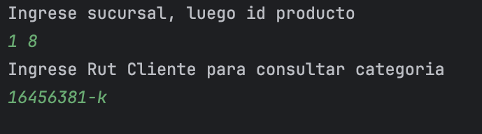 Ingrese sucursal, luego id producto
1 8
Ingrese Rut Cliente para consultar categoria
16456381-k